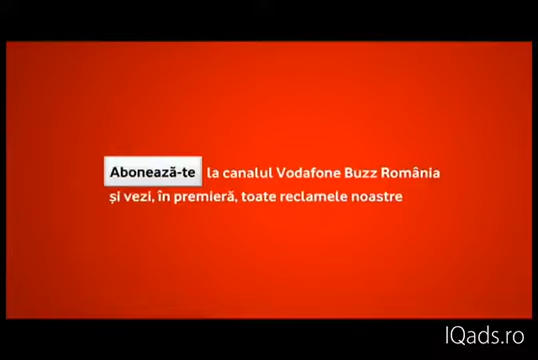 Abonează-te la canalul Vodafone Buzz România
și vezi, în premieră, toate reclamele noastre
IQads.ro